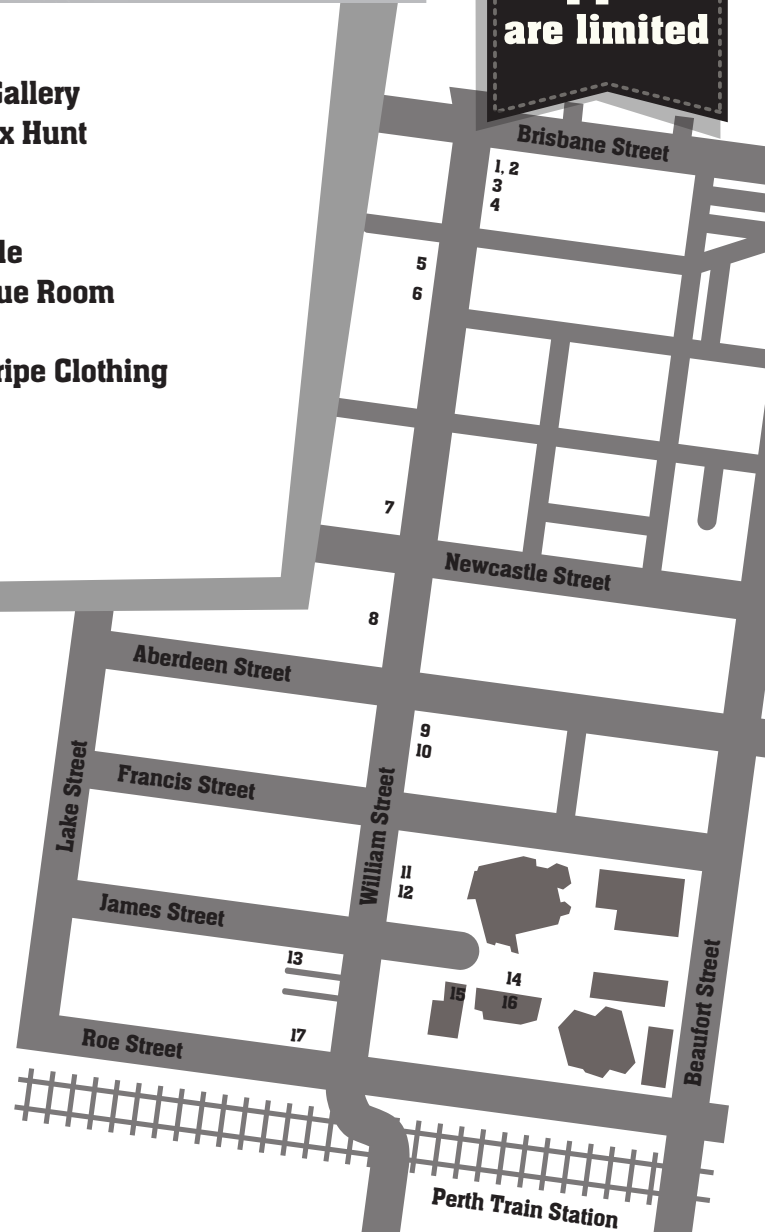 are limited
Gallery
x Hunt
le
ue Room
ripe Clothing
Brisbane Street
1, 2
3
4
5
6
7
Newcastle Street
8
Aberdeen Street
9
10
Francis Street
Lake Street
William Street
11
12
James Street
13
14
15
16
17
Roe Street
Beaufort Street
Perth Train Station